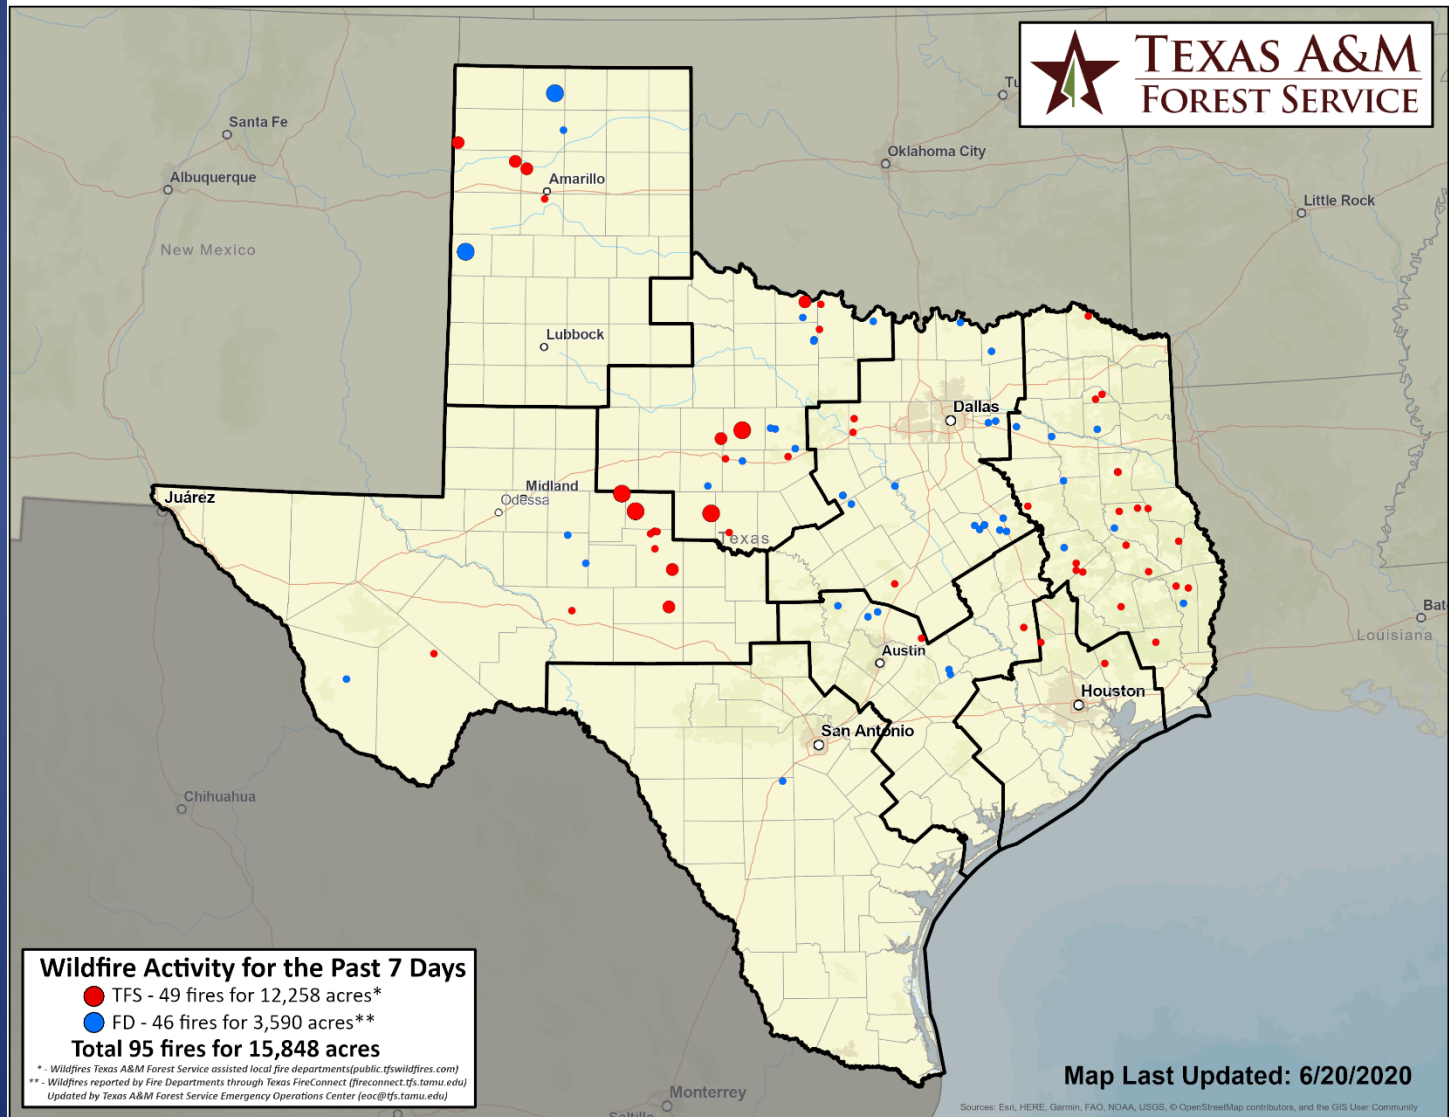 TEXAS A&M
FOREST SERVICE
Santa Fe
Albuquerque
New Mexico
Amarillo
Lubbock
Tu
Oklahoma City
Little Rock
Dallas
Midland
Odessa
Juárez
Texas
Bat
Louisiana
Austin
Houston
San Antonio
Chihuahua
Monterrey
Saltillo
Wildfire Activity for the Past 7 Days
TFS - 49 fires for 12,258 acres*
FD - 46 fires for 3,590 acres**
Total 95 fires for 15,848 acres
* - Wildfires Texas A&M Forest Service assisted local fire departments(public.tfswildfires.com)
** - Wildfires reported by Fire Departments through Texas FireConnect (fireconnect.tfs.tamu.edu)
Updated by Texas A&M Forest Service Emergency Operations Center (eoc@tfs.tamu.edu)
Map Last Updated: 6/20/2020
Sources: Esri, HERE, Garmin, FAO, NOAA, USGS, © OpenStreetMap contributors, and the GIS User Community